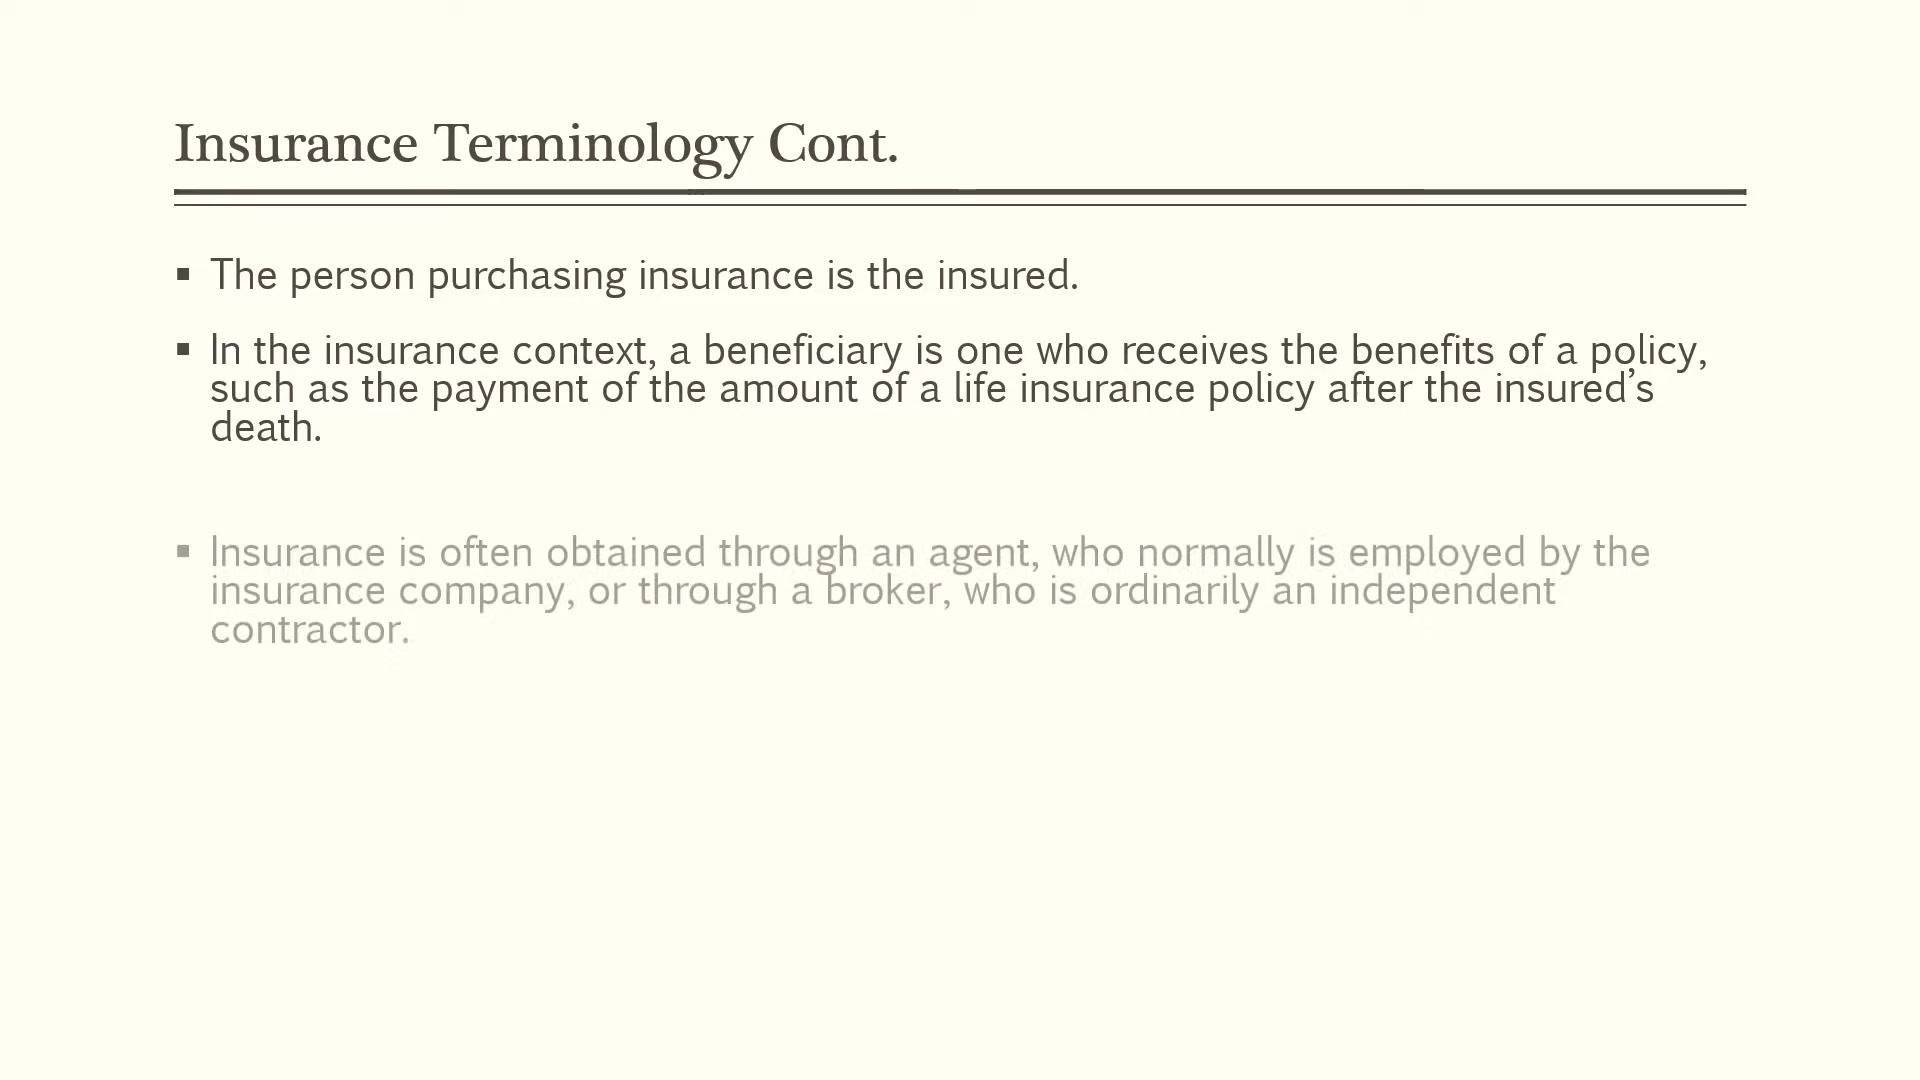 Insurance Terminology Cont.
▪ The person purchasing insurance is the insured.
▪ In the insurance context, a beneficiary is one who receives the benefits of a policy,
such as the payment of the amount of a life insurance policy after the insured’s
death.
▪ Insurance is often obtained through an agent, who normally is employed by the
insurance company, or through a broker, who is ordinarily an independent
contractor.